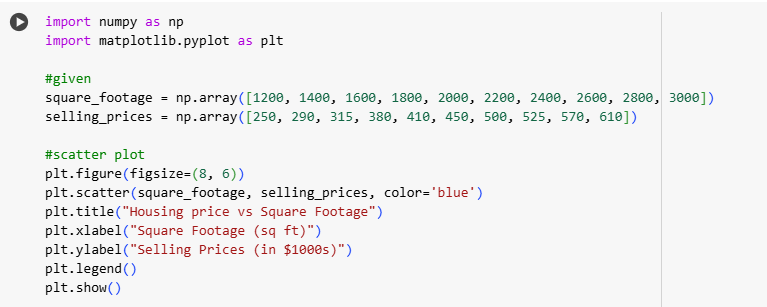 import numpy as np
import matplotlib.pyplot as plt
#given
square_footage = np.array([1200, 1400, 1600, 1800, 2000, 2200, 2400, 2600, 2800, 3000])
selling_prices = np.array([250, 290, 315, 380, 410, 450, 500, 525, 570, 610])
#scatter plot
plt.figure(figsize=(8, 6))
plt.scatter(square_footage, selling_prices, color='blue')
plt.title("Housing price vs Square Footage")
plt.xlabel("Square Footage (sq ft)")
plt.ylabel("Selling Prices (in $1000s)")
plt.legend()
plt.show()